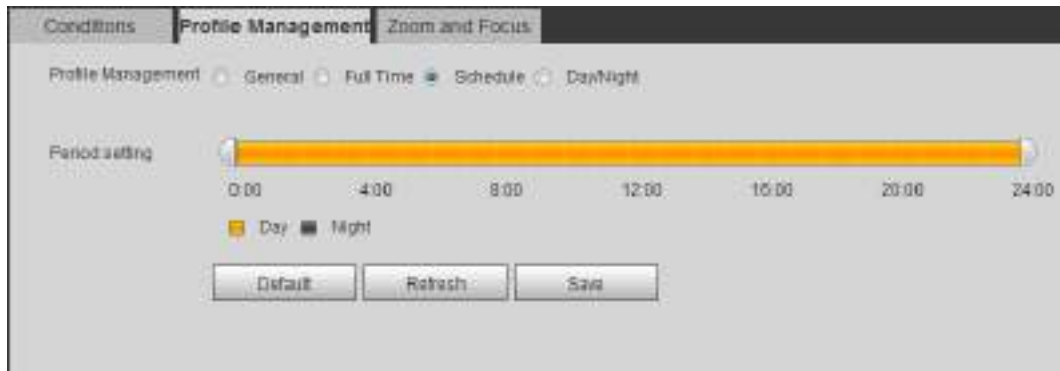 Conditions Profile Management Zoom and Focus
Profile Management General Full Time Schedule Day/Night
Period setting
0:00 4:00 8:00 12:00 16:00 20:00 24:00
Day Night
Default Refresh Save